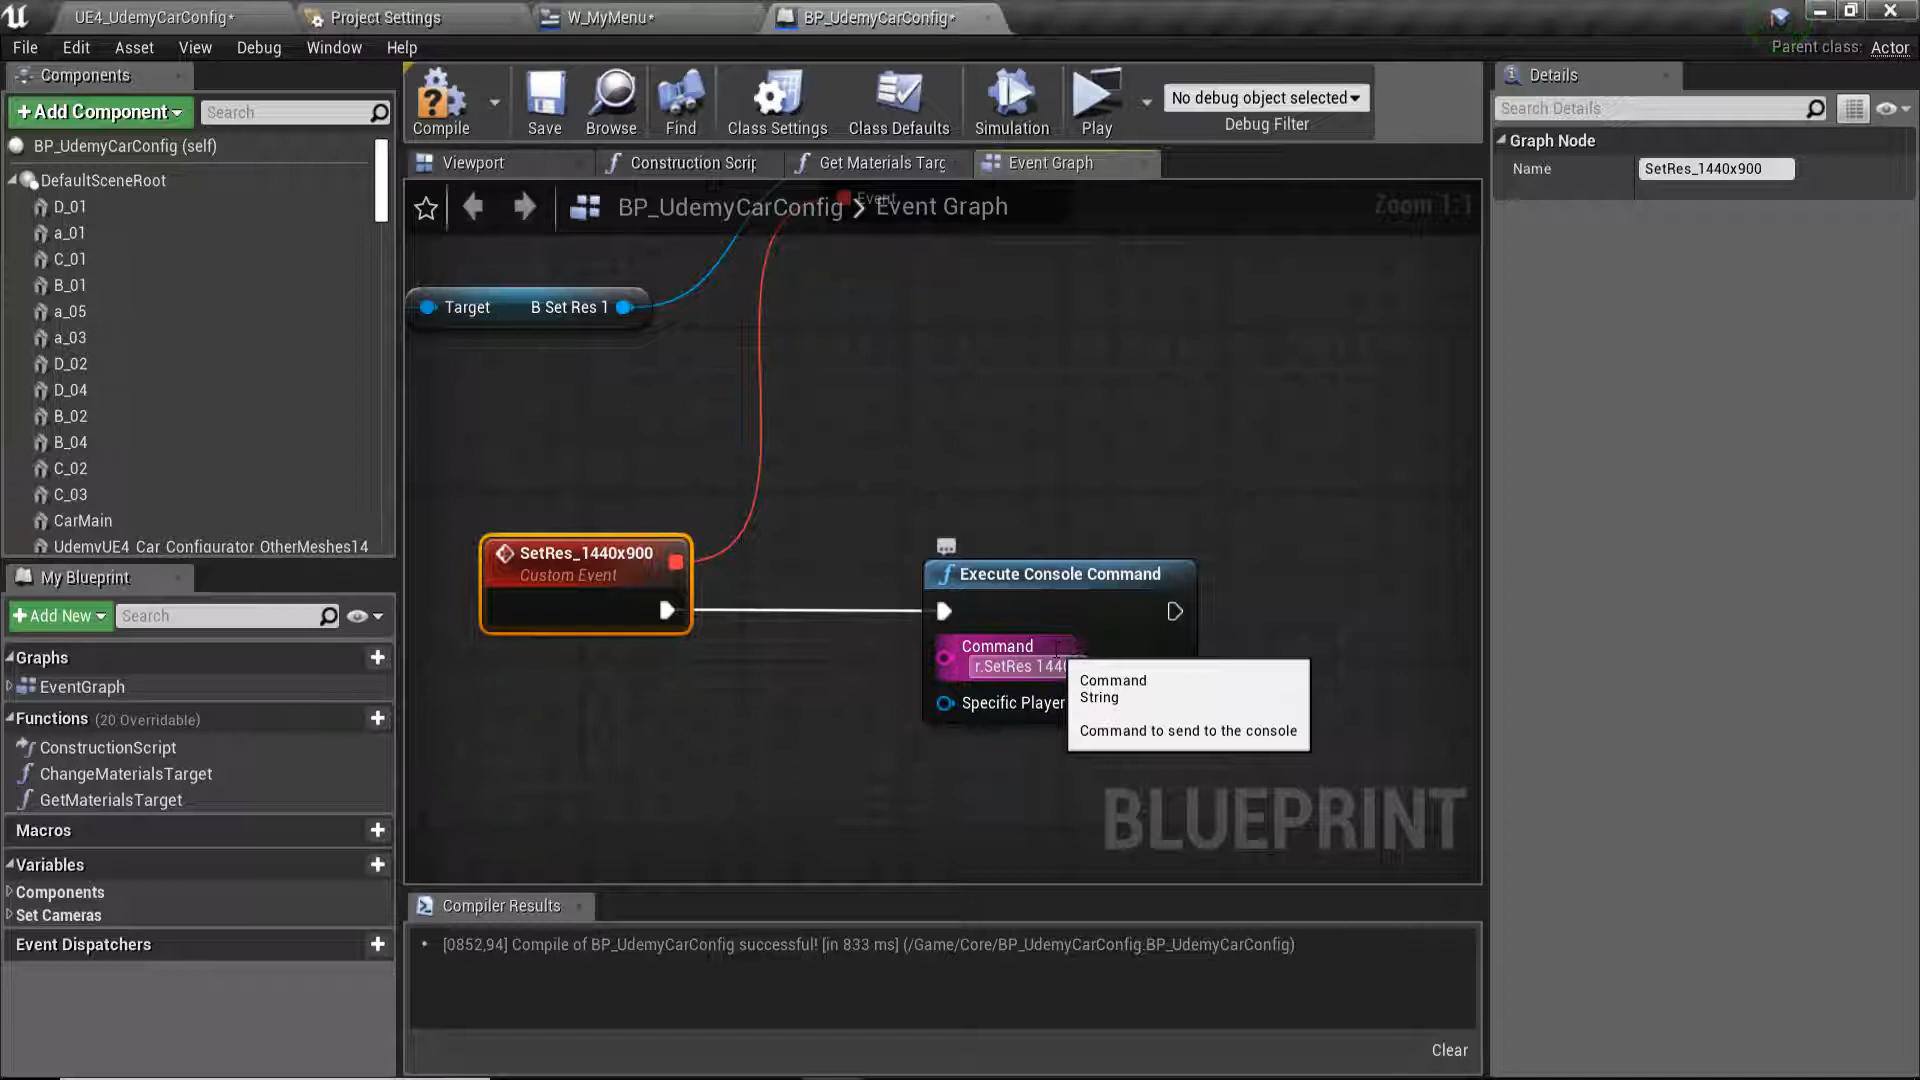 UE4_UdemyCarConfig*
Project Settings
W_MyMenu*
BP_UdemyCarConfig*
File Edit Asset View Debug Window Help
Parent class: Actor
Components
+Add Component
Search
BP_UdemyCarConfig (self)
DefaultSceneRoot
D_01
a_01
C_01
B_01
a_05
a_03
D_02
D_04
B_02
B_04
C_02
C_03
CarMain
UdemyUE4_Car_Configurator_OtherMeshes14
My Blueprint
+Add New
Search
Graphs
EventGraph
Functions (20 Overridable)
ConstructionScript
ChangeMaterialsTarget
GetMaterialsTarget
Macros
Variables
Components
Set Cameras
Event Dispatchers
Compile
Save
Browse
Find
Class Settings
Class Defaults
Simulation
Play
No debug object selected
Debug Filter
Viewport
Construction Scrip
Get Materials Targ
Event Graph
BP_UdemyCarConfig > Event Graph
Event
Zoom 1:1
Target B Set Res 1
SetRes_1440x900
Custom Event
Execute Console Command
Command
r.SetRes 144
Specific Player
Command
String
Command to send to the console
BLUEPRINT
Compiler Results
[0852,94] Compile of BP_UdemyCarConfig successful! [in 833 ms] (/Game/Core/BP_UdemyCarConfig.BP_UdemyCarConfig)
Clear
Details
Search Details
Graph Node
Name SetRes_1440x900